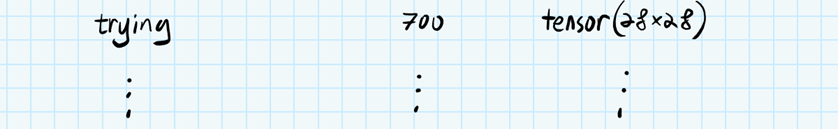 trying 700 tensor(28×28)
⋮ ⋮ ⋮